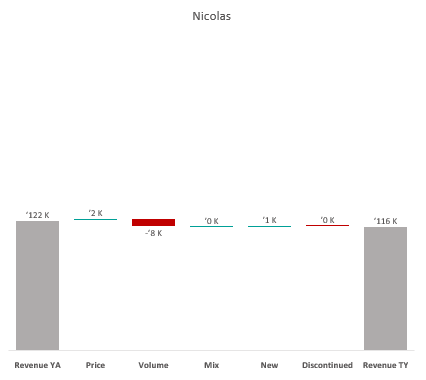 Nicolas
‘122 K
‘2 K
-‘8 K
‘0 K
‘1 K
‘0 K
‘116 K
Revenue YA
Price
Volume
Mix
New
Discontinued
Revenue TY